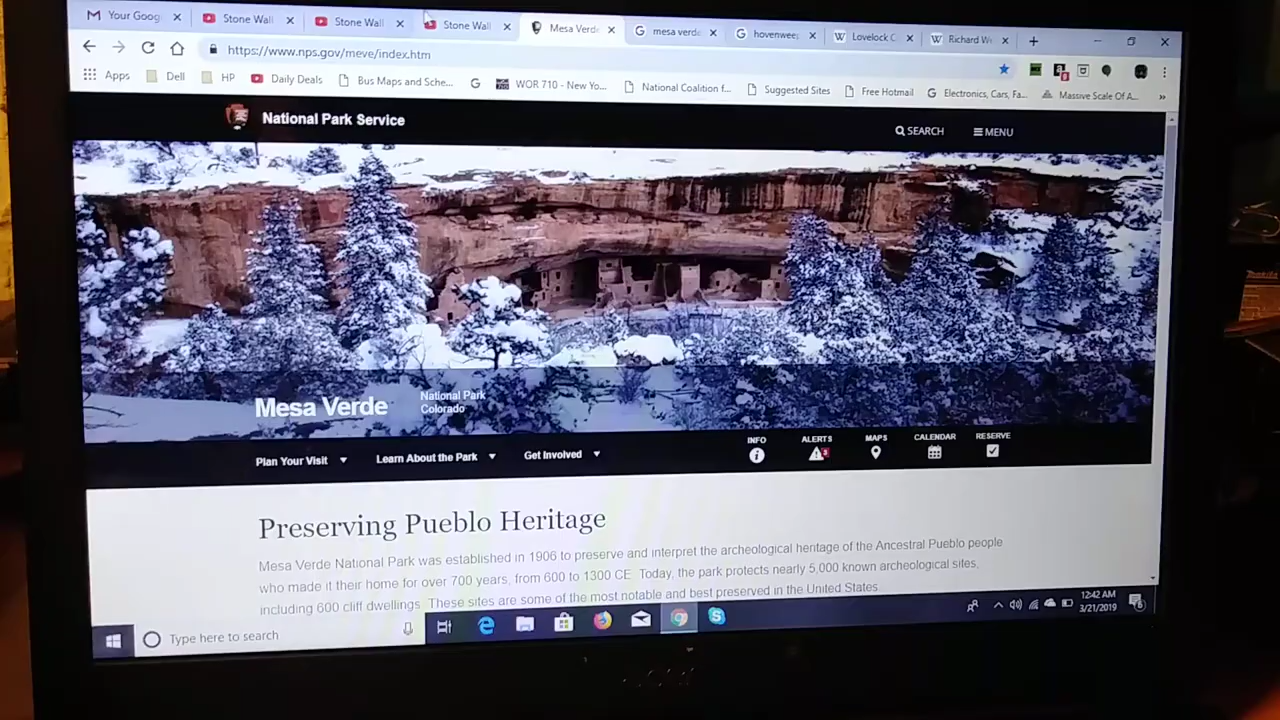 Your Goog
Stone Wall
Stone Wall
Stone Wall
Mesa Verde
mesa verde
hovenweep
Lovelock C
Richard We
https://www.nps.gov/meve/index.htm
Apps
Dell
HP
Daily Deals
Bus Maps and Sche...
WOR 710 - New Yo...
National Coalition f...
Suggested Sites
Free Hotmail
Electronics, Cars, Fa...
Massive Scale Of A...
»
National Park Service
SEARCH
MENU
Mesa Verde
National Park
Colorado
Plan Your Visit
Learn About the Park
Get Involved
INFO
ALERTS
MAPS
CALENDAR
RESERVE
Preserving Pueblo Heritage
Mesa Verde National Park was established in 1906 to preserve and interpret the archeological heritage of the Ancestral Pueblo people
who made it their home for over 700 years, from 600 to 1300 CE. Today, the park protects nearly 5,000 known archeological sites,
including 600 cliff dwellings. These sites are some of the most notable and best preserved in the United States.
Type here to search
12:42 AM
3/21/2019